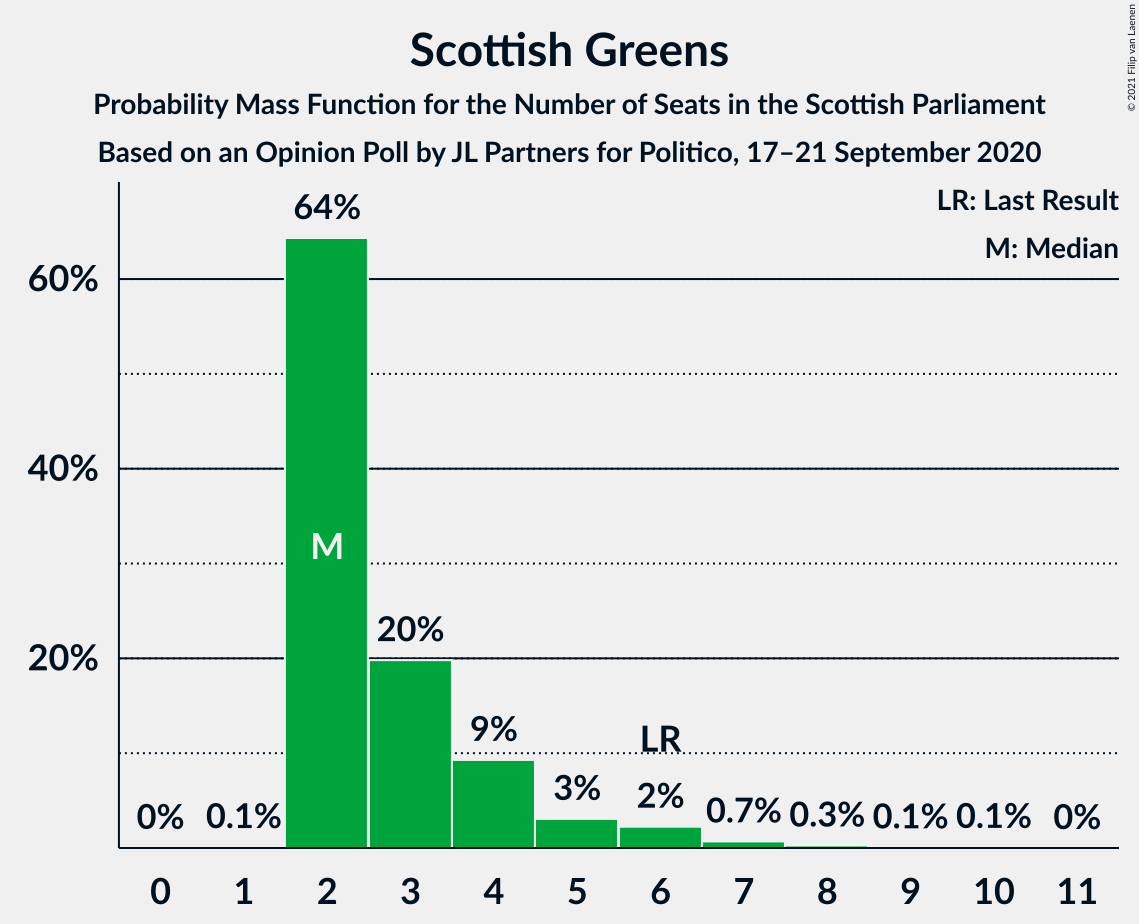 Scottish Greens
Probability Mass Function for the Number of Seats in the Scottish Parliament
Based on an Opinion Poll by JL Partners for Politico, 17–21 September 2020
© 2021 Filip van Laenen
LR: Last Result
M: Median
64%
60%
40%
M
20%
20%
9%
LR
3%
2%
0% 0.1% 0.7% 0.3% 0.1% 0.1% 0%
0 1 2 3 4 5 6 7 8 9 10 11